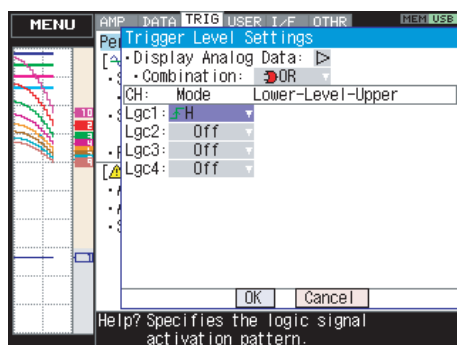 MENU
AMP DATA TRIG USER I/F OTHR MEM USB
Trigger Level Settings
・Display Analog Data:
・Combination: OR
CH: Mode Lower-Level-Upper
Lgc1: H
Lgc2: Off
Lgc3: Off
Lgc4: Off
OK Cancel
Help? Specifies the logic signal
activation pattern.